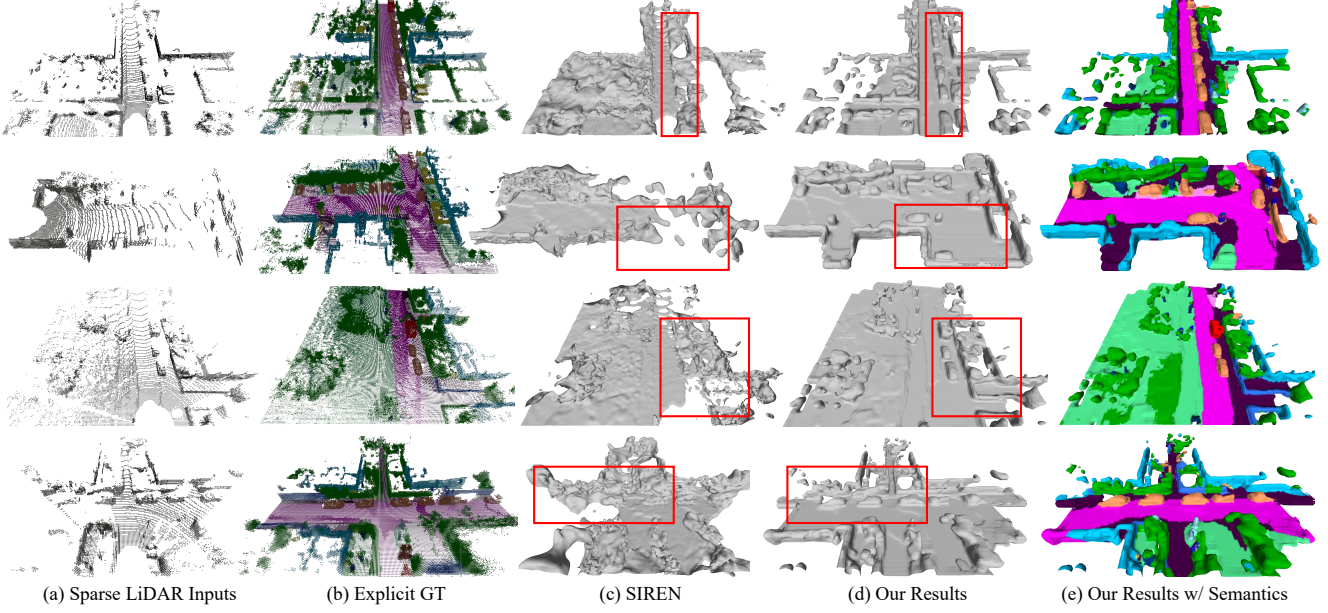 (a) Sparse LiDAR Inputs
(b) Explicit GT
(c) SIREN
(d) Our Results
(e) Our Results w/ Semantics